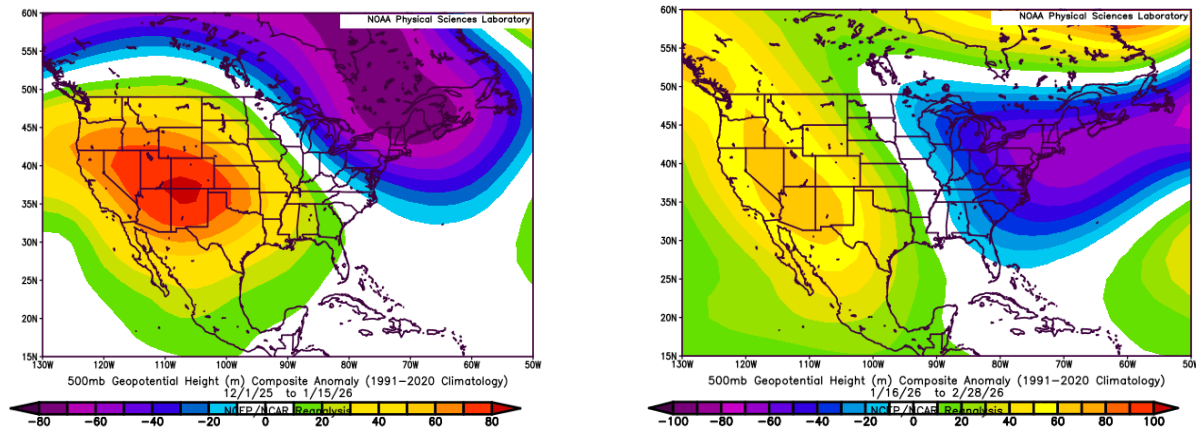 NOAA Physical Sciences Laboratory
60N
55N
50N
45N
40N
35N
30N
25N
20N
15N
130W 120W 110W 100W 90W 80W 70W 60W 50W
500mb Geopotential Height (m) Composite Anomaly (1991-2020 Climatology)
12/1/25 to 1/15/26
NCEP/NCAR Reanalysis
-80 -60 -40 -20 0 20 40 60 80
NOAA Physical Sciences Laboratory
60N
55N
50N
45N
40N
35N
30N
25N
20N
15N
130W 120W 110W 100W 90W 80W 70W 60W 50W
500mb Geopotential Height (m) Composite Anomaly (1991-2020 Climatology)
1/16/26 to 2/28/26
NCEP/NCAR Reanalysis
-100 -80 -60 -40 -20 0 20 40 60 80 100